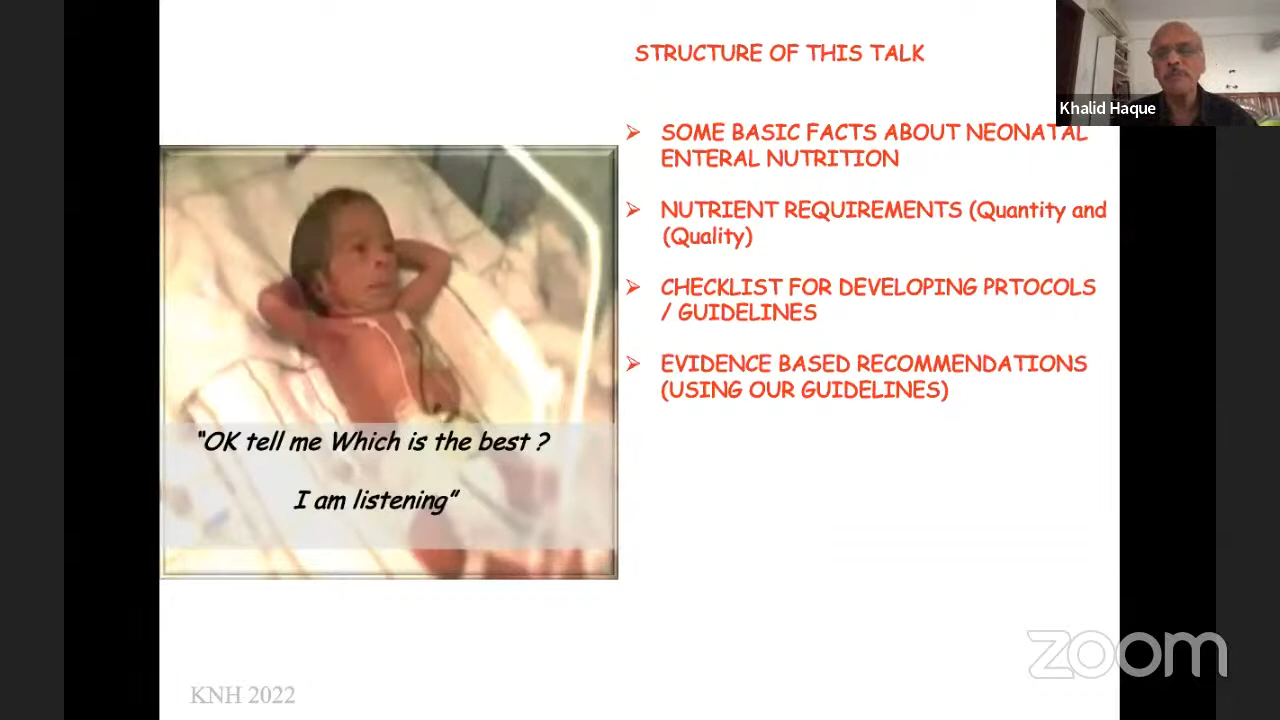 STRUCTURE OF THIS TALK
Khalid Haque
➢ SOME BASIC FACTS ABOUT NEONATAL
ENTERAL NUTRITION
➢ NUTRIENT REQUIREMENTS (Quantity and
(Quality)
➢ CHECKLIST FOR DEVELOPING PRTOCOLS
/ GUIDELINES
➢ EVIDENCE BASED RECOMMENDATIONS
(USING OUR GUIDELINES)
“OK tell me Which is the best ?
I am listening”
zoom
KNH 2022